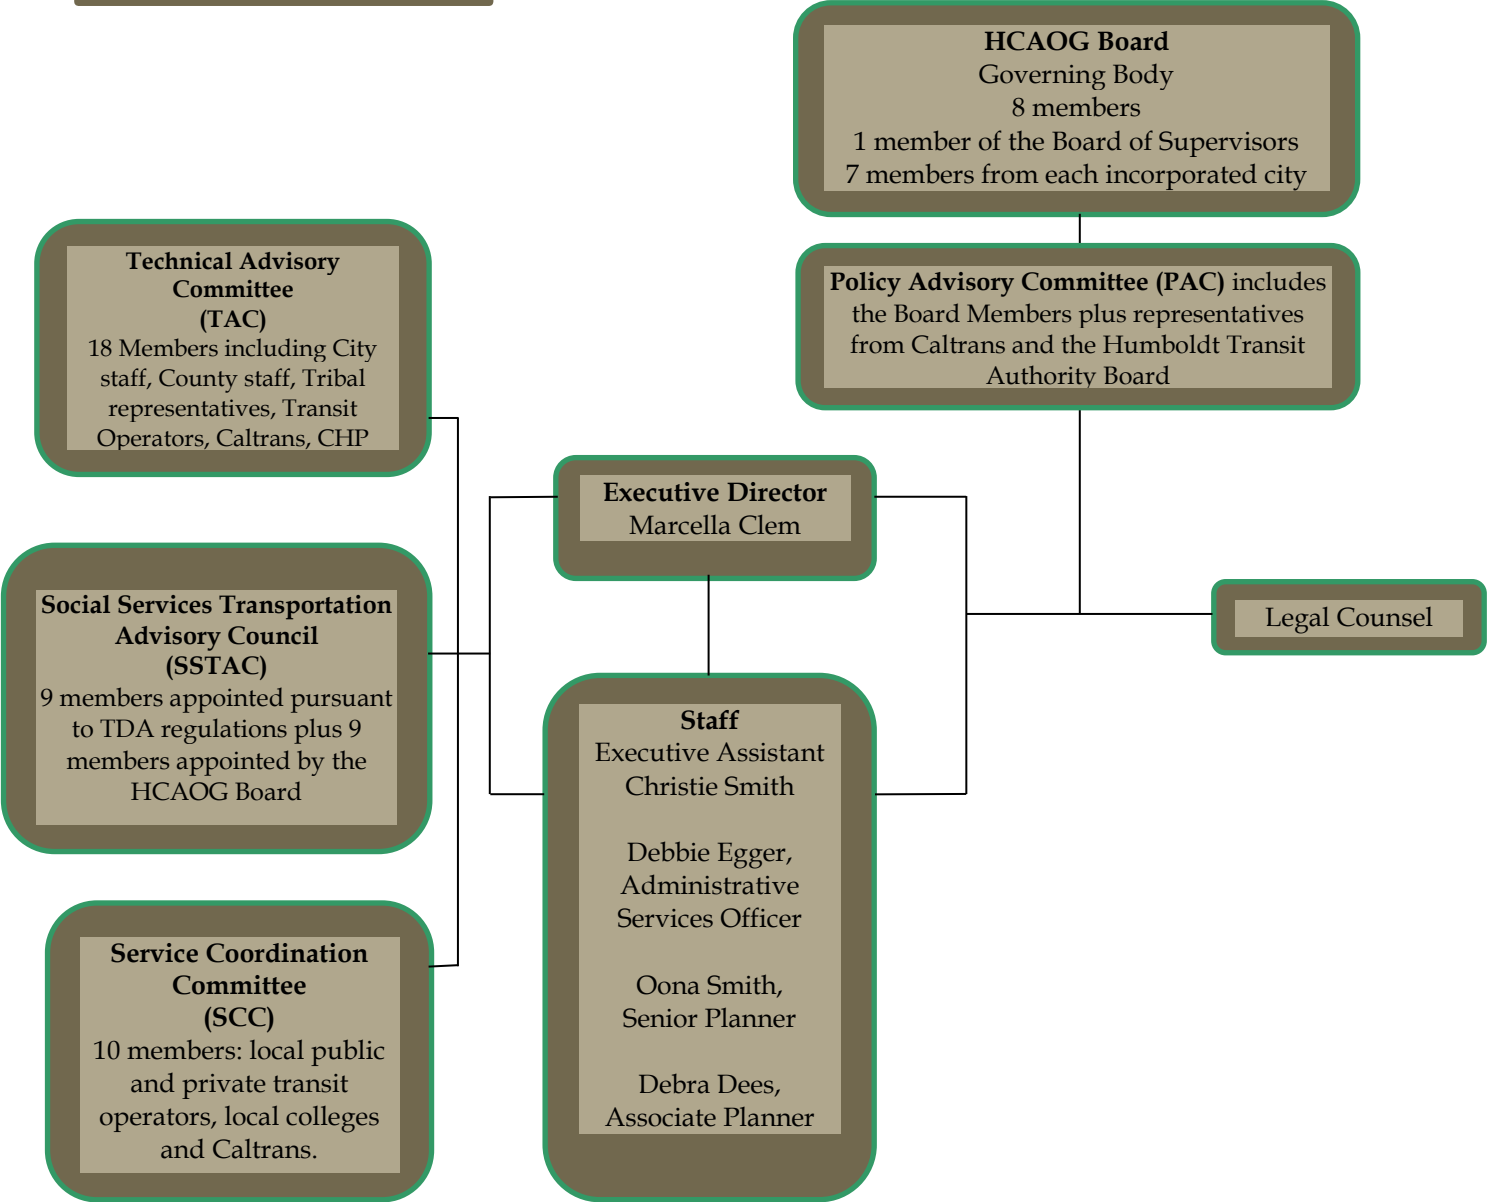 HCAOG Board
Governing Body
8 members
1 member of the Board of Supervisors
7 members from each incorporated city
Policy Advisory Committee (PAC) includes
the Board Members plus representatives
from Caltrans and the Humboldt Transit
Authority Board
Technical Advisory
Committee
(TAC)
18 Members including City
staff, County staff, Tribal
representatives, Transit
Operators, Caltrans, CHP
Executive Director
Marcella Clem
Legal Counsel
Social Services Transportation
Advisory Council
(SSTAC)
9 members appointed pursuant
to TDA regulations plus 9
members appointed by the
HCAOG Board
Staff
Executive Assistant
Christie Smith
Debbie Egger,
Administrative
Services Officer
Oona Smith,
Senior Planner
Debra Dees,
Associate Planner
Service Coordination
Committee
(SCC)
10 members: local public
and private transit
operators, local colleges
and Caltrans.